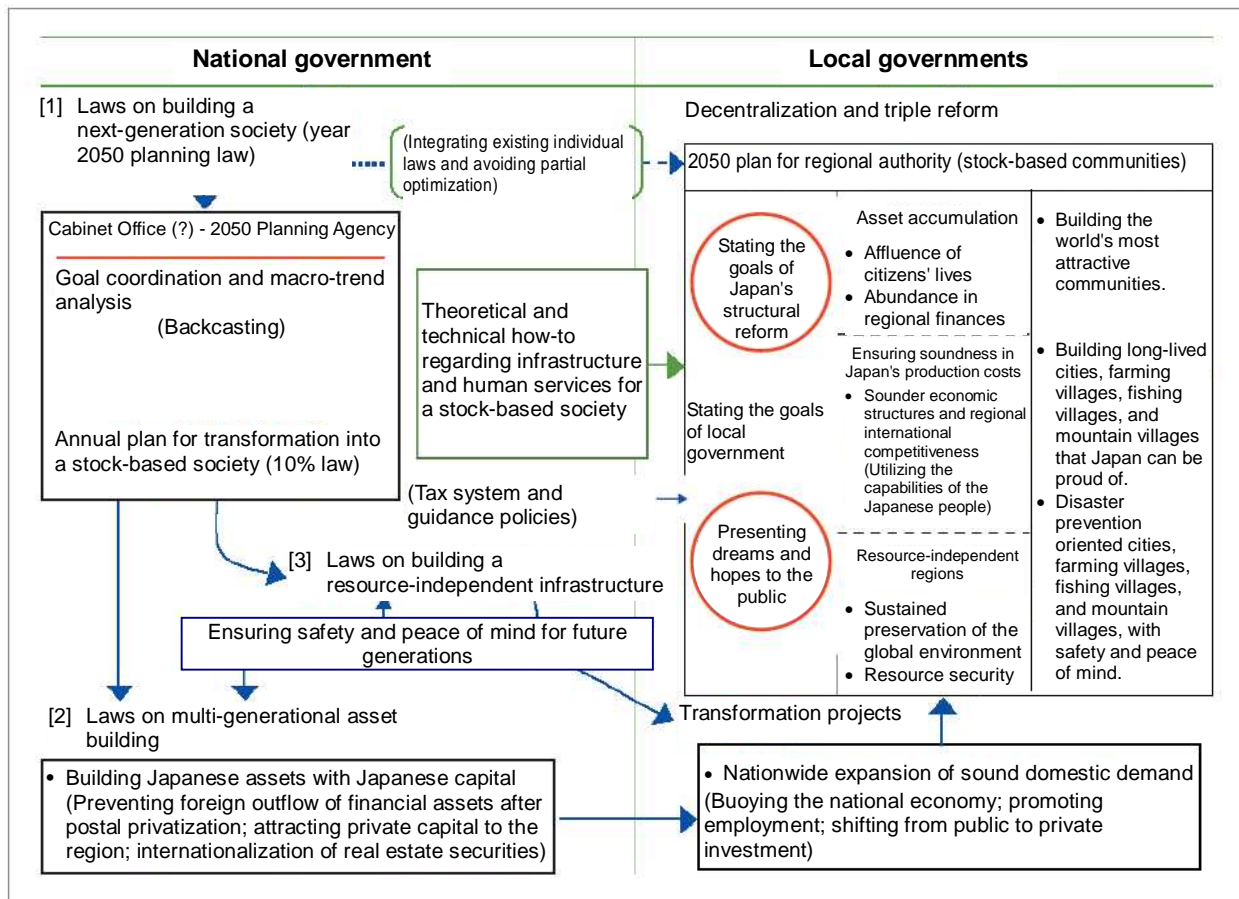 National government
Local governments
[1] Laws on building a
next-generation society (year
2050 planning law)
(Integrating existing individual
laws and avoiding partial
optimization)
Decentralization and triple reform
2050 plan for regional authority (stock-based communities)
Cabinet Office (?) - 2050 Planning Agency
Goal coordination and macro-trend
analysis
(Backcasting)
Annual plan for transformation into
a stock-based society (10% law)
Theoretical and
technical how-to
regarding infrastructure
and human services for
a stock-based society
(Tax system and
guidance policies)
Stating the
goals of
Japan's
structural
reform
Stating the goals
of local
government
Presenting
dreams and
hopes to the
public
Asset accumulation
• Affluence of
citizens' lives
• Abundance in
regional finances
Ensuring soundness in
Japan's production costs
• Sounder economic
structures and regional
international
competitiveness
(Utilizing the
capabilities of the
Japanese people)
Resource-independent
regions
• Sustained
preservation of the
global environment
• Resource security
• Building the
world's most
attractive
communities.
• Building long-lived
cities, farming
villages, fishing
villages, and
mountain villages
that Japan can be
proud of.
• Disaster
prevention
oriented cities,
farming villages,
fishing villages,
and mountain
villages, with
safety and peace
of mind.
[3] Laws on building a
resource-independent infrastructure
Ensuring safety and peace of mind for future
generations
[2] Laws on multi-generational asset
building
• Building Japanese assets with Japanese capital
(Preventing foreign outflow of financial assets after
postal privatization; attracting private capital to the
region; internationalization of real estate securities)
Transformation projects
• Nationwide expansion of sound domestic demand
(Buoying the national economy; promoting
employment; shifting from public to private
investment)